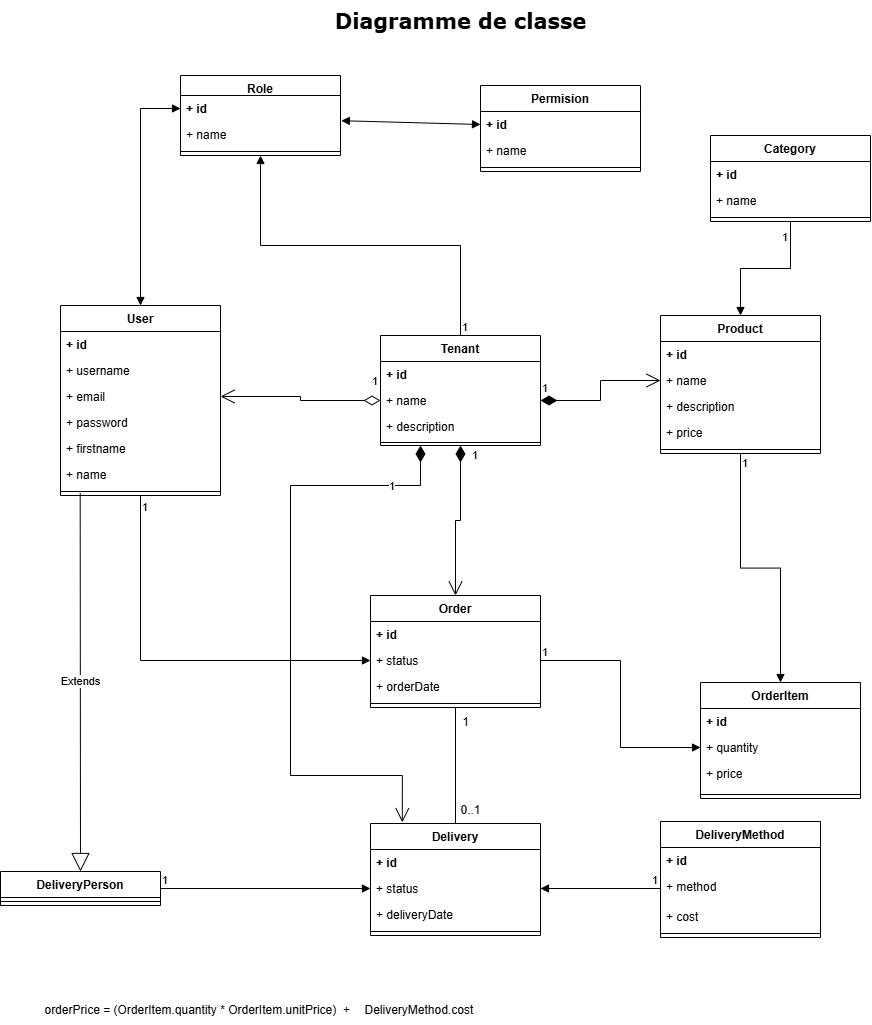 Diagramme de classe
Role
+ id
+ name
Permision
+ id
+ name
Category
+ id
+ name
1
User
+ id
+ username
+ email
+ password
+ firstname
+ name
1
1
Tenant
+ id
+ name
+ description
1
1
1
1
Product
+ id
+ name
+ description
+ price
1
Order
+ id
+ status
+ orderDate
1
1
0..1
Extends
OrderItem
+ id
+ quantity
+ price
Delivery
+ id
+ status
+ deliveryDate
DeliveryMethod
+ id
+ method
+ cost
1
DeliveryPerson
1
orderPrice = (OrderItem.quantity * OrderItem.unitPrice) + DeliveryMethod.cost